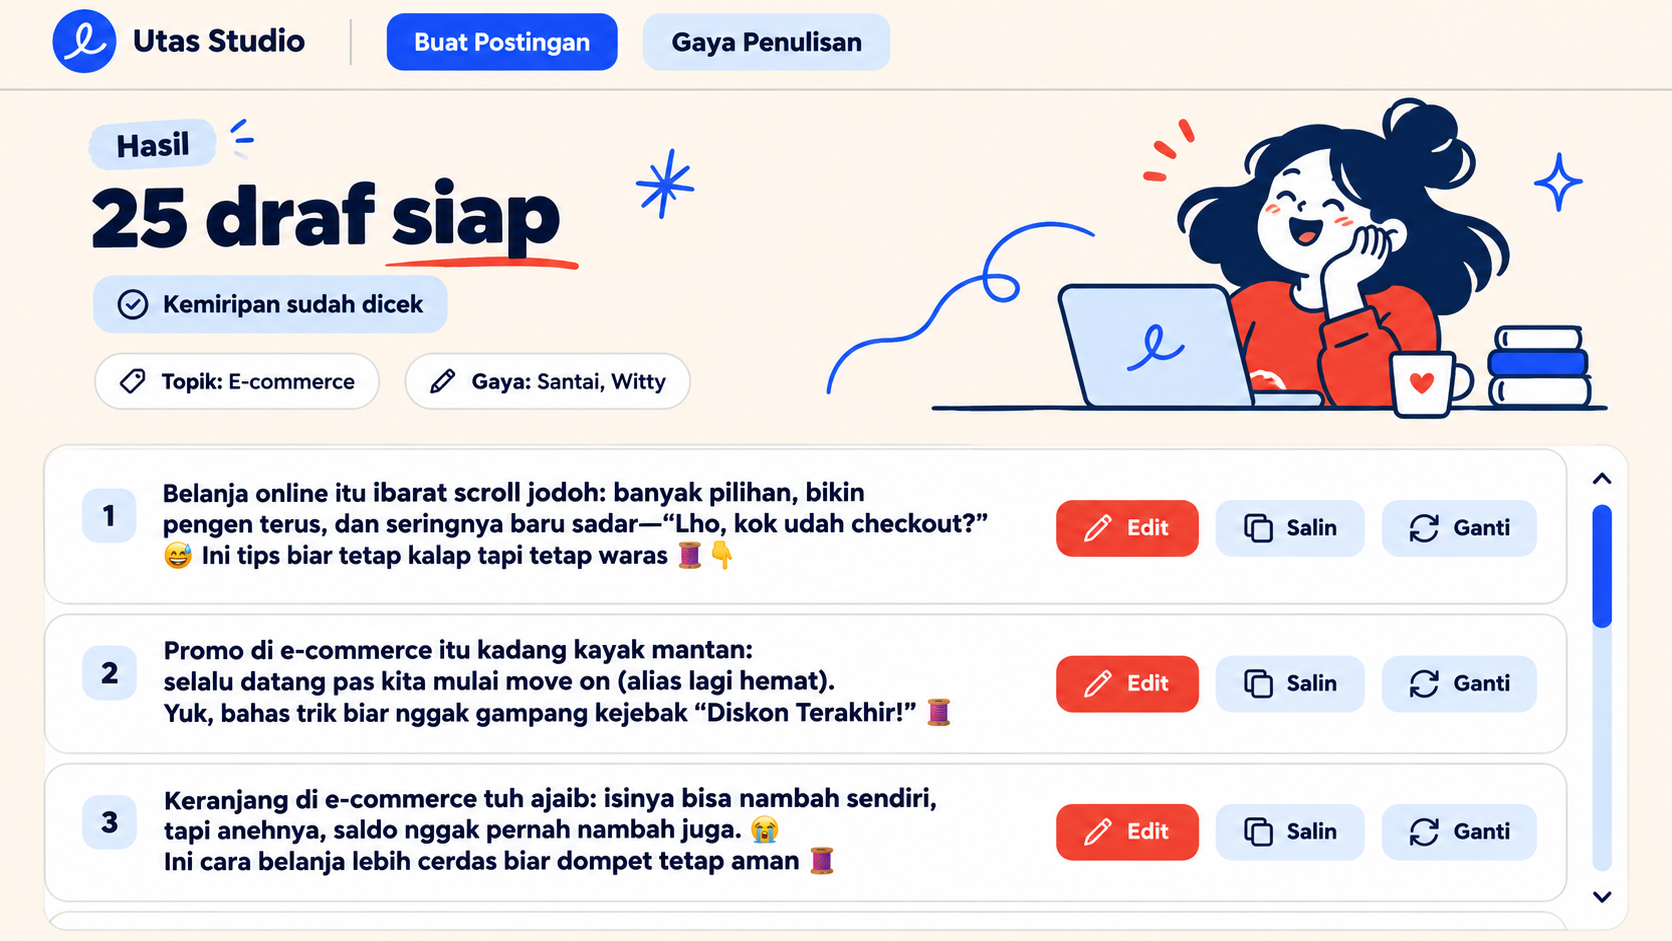 Utas Studio
Buat Postingan
Gaya Penulisan
Hasil
25 draf siap
Kemiripan sudah dicek
Topik: E-commerce
Gaya: Santai, Witty
1
Belanja online itu ibarat scroll jodoh: banyak pilihan, bikin
pengen terus, dan seringnya baru sadar—“Lho, kok udah checkout?”
😅 Ini tips biar tetap kalap tapi tetap waras 🧵👇
Edit
Salin
Ganti
2
Promo di e-commerce itu kadang kayak mantan:
selalu datang pas kita mulai move on (alias lagi hemat).
Yuk, bahas trik biar nggak gampang kejebak “Diskon Terakhir!” 🧵
Edit
Salin
Ganti
3
Keranjang di e-commerce tuh ajaib: isinya bisa nambah sendiri,
tapi anehnya, saldo nggak pernah nambah juga. 😭
Ini cara belanja lebih cerdas biar dompet tetap aman 🧵
Edit
Salin
Ganti